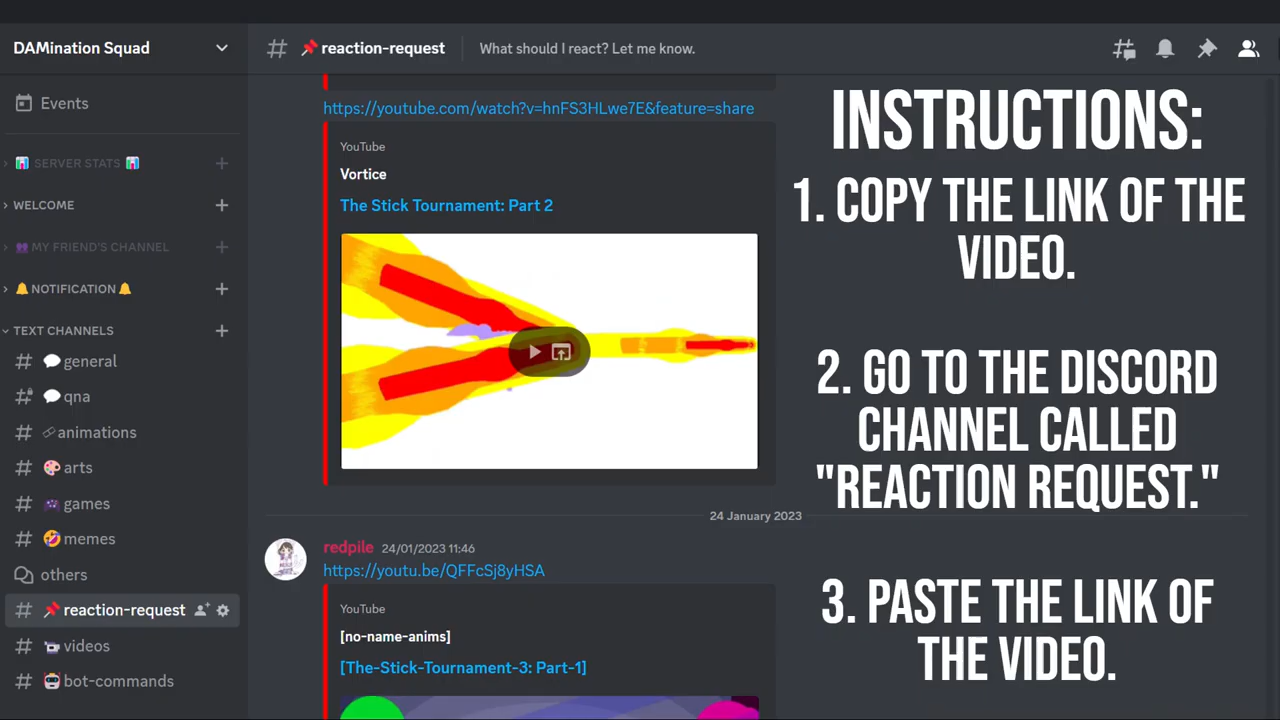 DAMination Squad
Events
SERVER STATS
WELCOME
MY FRIEND'S CHANNEL
NOTIFICATION
TEXT CHANNELS
general
qna
animations
arts
games
memes
others
reaction-request
videos
bot-commands
reaction-request
What should I react? Let me know.
https://youtube.com/watch?v=hnFS3HLwe7E&feature=share
YouTube
Vortice
The Stick Tournament: Part 2
24 January 2023
redpile 24/01/2023 11:46
https://youtu.be/QFFcSj8yHSA
YouTube
[no-name-anims]
[The-Stick-Tournament-3: Part-1]
INSTRUCTIONS:
1. COPY THE LINK OF THE
VIDEO.
2. GO TO THE DISCORD
CHANNEL CALLED
"REACTION REQUEST."
3. PASTE THE LINK OF
THE VIDEO.